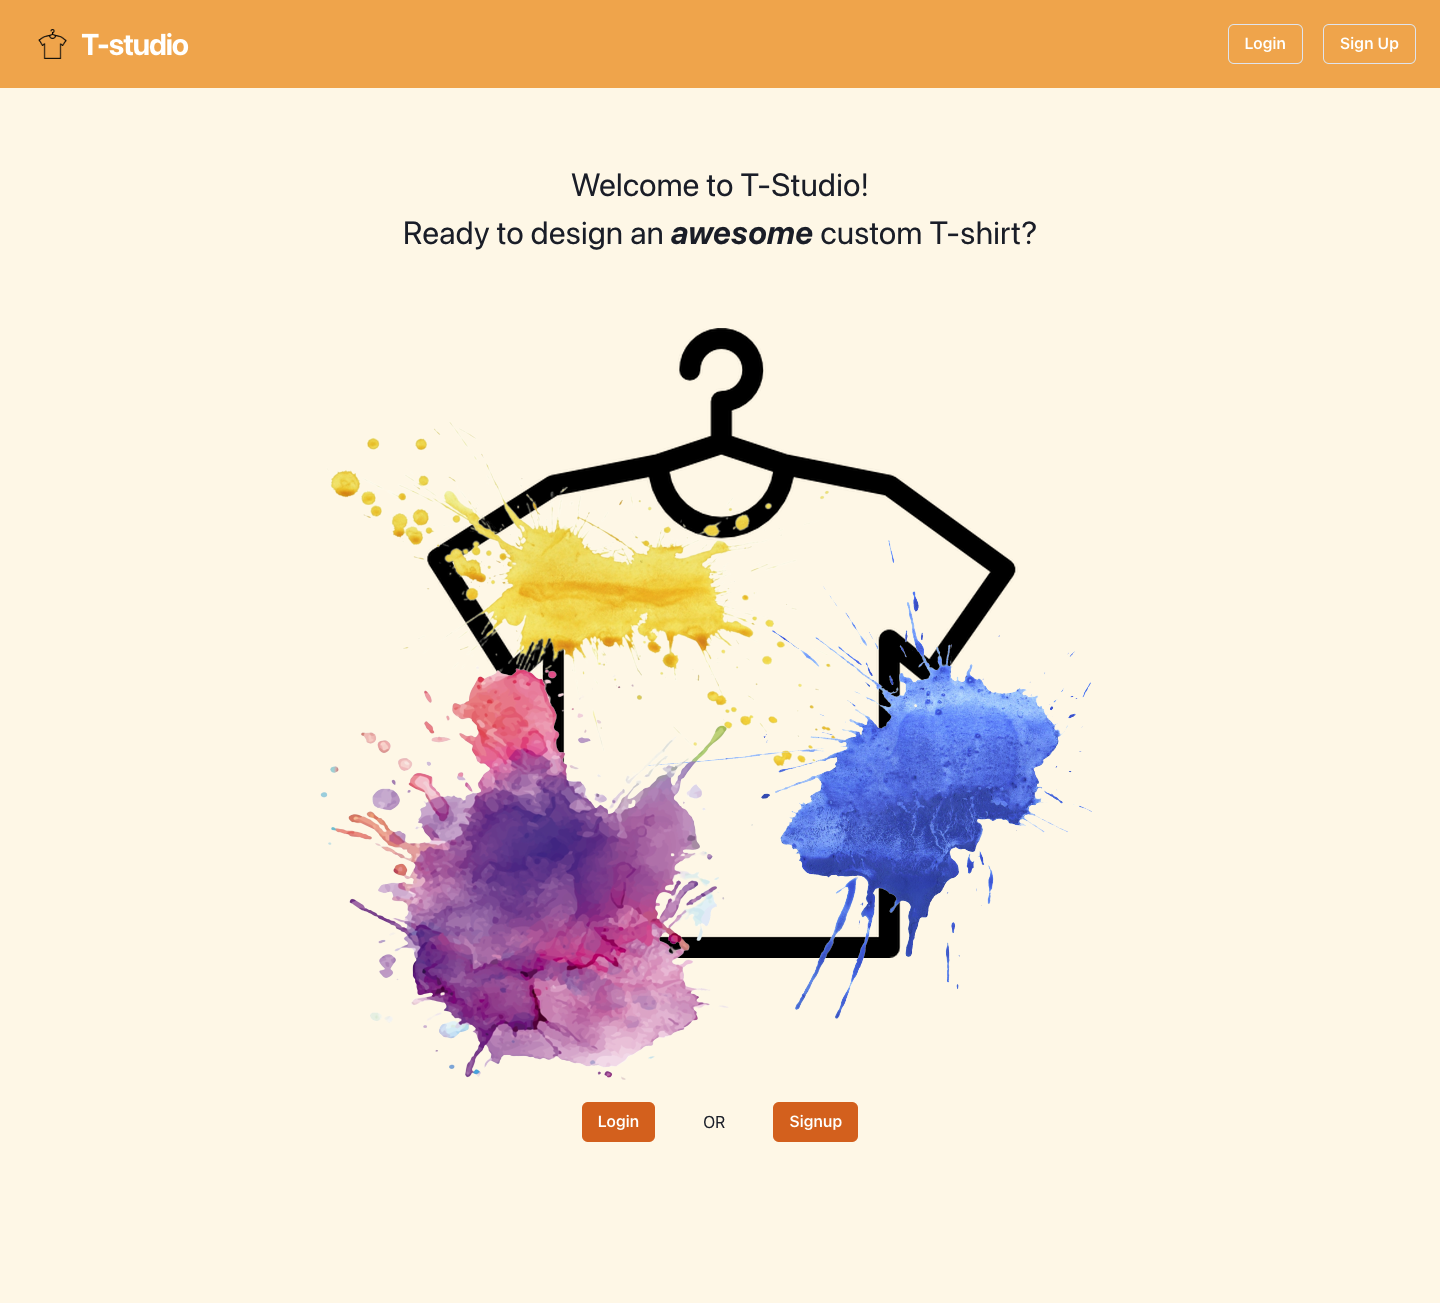 T-studio
Login
Sign Up
Welcome to T-Studio!
Ready to design an awesome custom T-shirt?
Login
OR
Signup